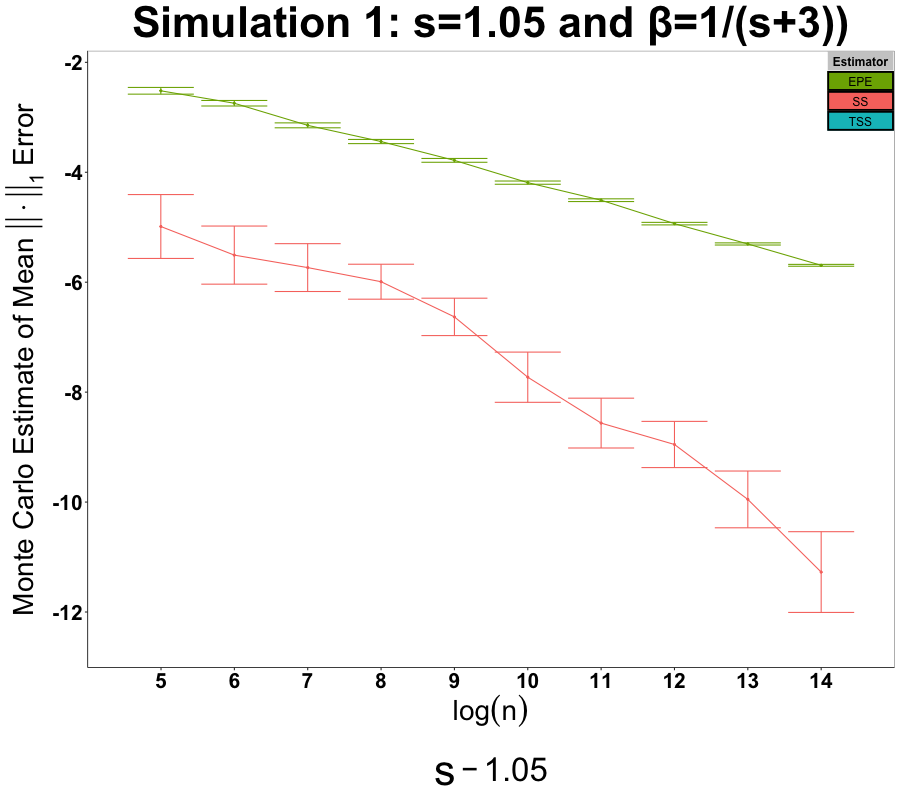 Simulation 1: s=1.05 and β=1/(s+3))
Estimator
EPE
SS
TSS
Monte Carlo Estimate of Mean || · ||₁ Error
-2
-4
-6
-8
-10
-12
5 6 7 8 9 10 11 12 13 14
log(n)
s − 1.05